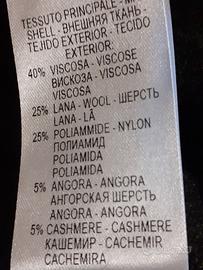 TESSUTO PRINCIPALE - M
SHELL - ВНЕШНЯЯ ТКАНЬ -
TEJIDO EXTERIOR - TECIDO
EXTERIOR:
40% VISCOSA - VISCOSE
ВИСКОЗА - VISCOSE
VISCOSA
25% LANA - WOOL - ШЕРСТЬ
LANA - LÃ
25% POLIAMMIDE - NYLON
ПОЛИАМИД
POLIAMIDA
POLIAMIDA
5% ANGORA - ANGORA
АНГОРСКАЯ ШЕРСТЬ
ANGORA - ANGORA
5% CASHMERE - CASHMERE
КАШЕМИР - CACHEMIR
CACHEMIRA